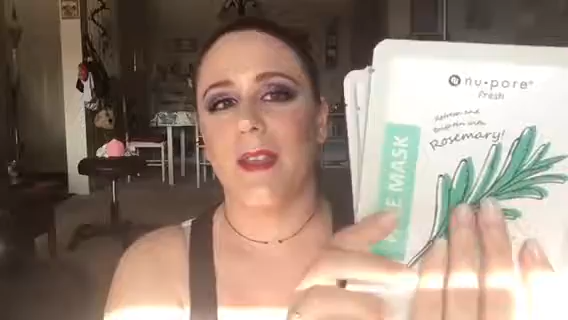 nu·pore®
Fresh
Refresh and
brighten with
rosemary!
MASK